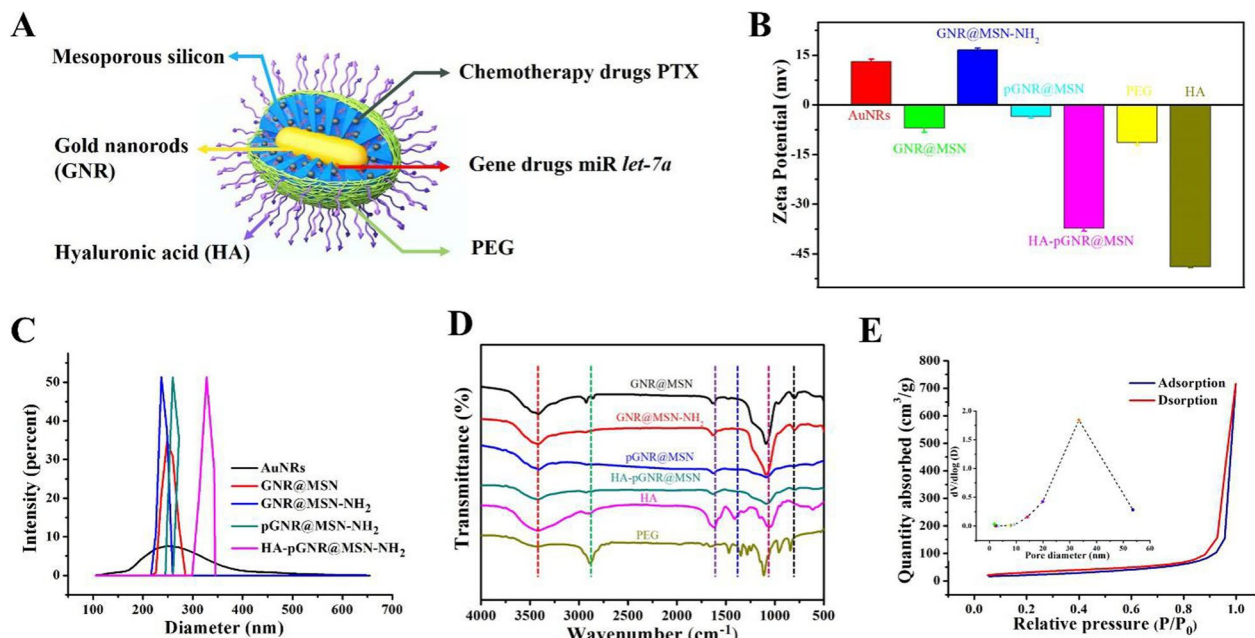 A
Mesoporous silicon
Chemotherapy drugs PTX
Gold nanorods
(GNR)
Gene drugs miR let-7a
Hyaluronic acid (HA)
PEG
B
Zeta Potential (mv)
15
0
-15
-30
-45
AuNRs
GNR@MSN
GNR@MSN-NH₂
pGNR@MSN
HA-pGNR@MSN
PEG
HA
C
Intensity (percent)
50
40
30
20
10
0
AuNRs
GNR@MSN
GNR@MSN-NH₂
pGNR@MSN-NH₂
HA-pGNR@MSN-NH₂
100 200 300 400 500 600 700
Diameter (nm)
D
Transmittance (%)
GNR@MSN
GNR@MSN-NH₂
pGNR@MSN
HA-pGNR@MSN
HA
PEG
4000 3500 3000 2500 2000 1500 1000 500
Wavenumber (cm⁻¹)
E
Quantity absorbed (cm³/g)
800
700
600
500
400
300
200
100
0
Adsorption
Dsorption
dV/dlog (D)
2.0
1.5
1.0
0.5
0.0
0 10 20 30 40 50 60
Pore diameter (nm)
0.0 0.2 0.4 0.6 0.8 1.0
Relative pressure (P/P₀)